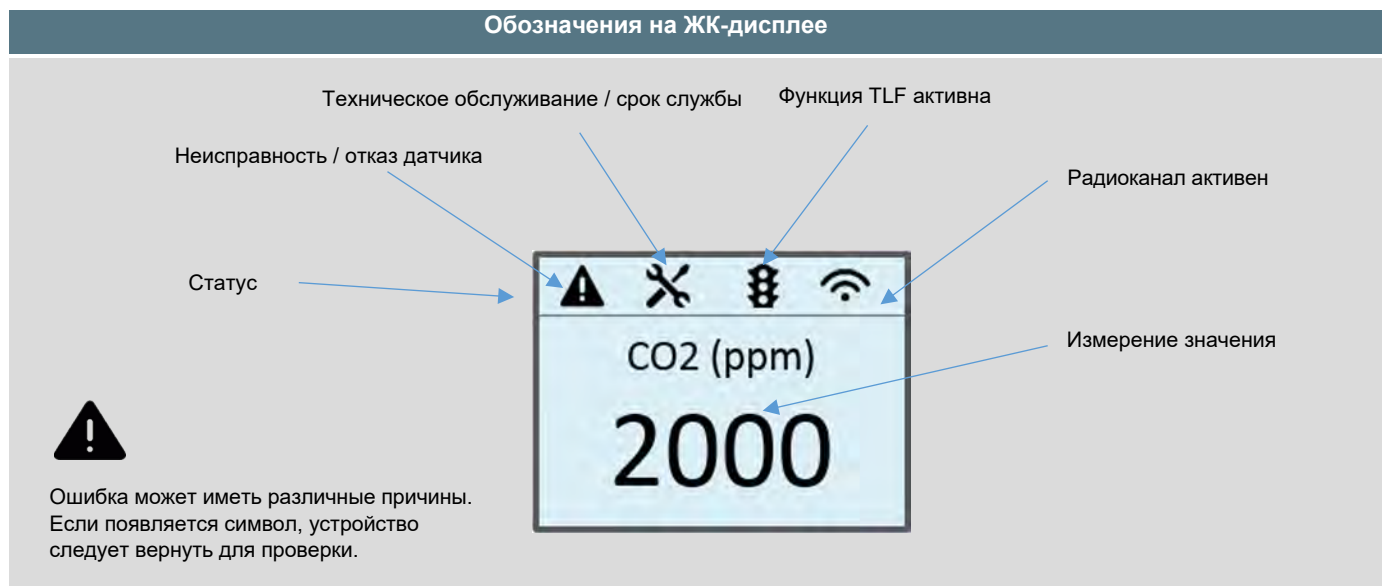 Обозначения на ЖК-дисплее
Техническое обслуживание / срок службы
Функция TLF активна
Неисправность / отказ датчика
Радиоканал активен
Статус
CO2 (ppm)
Измерение значения
2000
Ошибка может иметь различные причины.
Если появляется символ, устройство
следует вернуть для проверки.